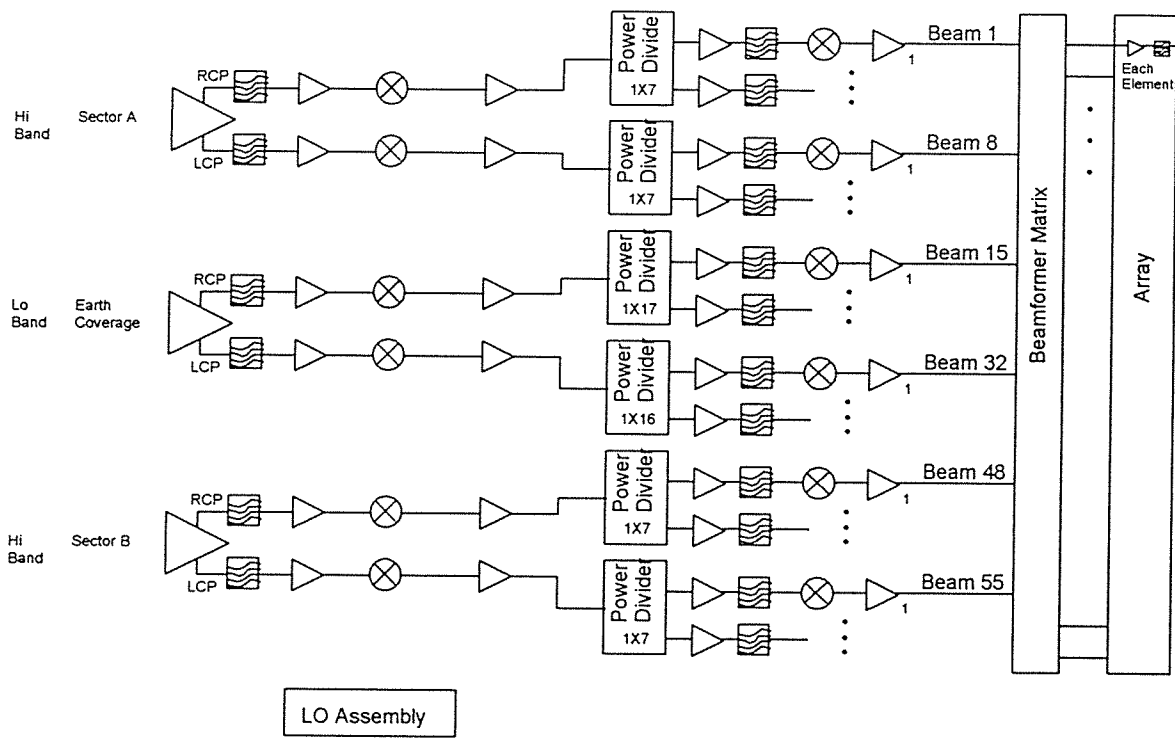 Hi
Band
Sector A
RCP
LCP
Power
Divide
1X7
Beam 1
1
Power
Divider
1X7
Beam 8
1
Lo
Band
Earth
Coverage
RCP
LCP
Power
Divider
1X17
Beam 15
1
Power
Divider
1X16
Beam 32
1
Hi
Band
Sector B
RCP
LCP
Power
Divider
1X7
Beam 48
1
Power
Divider
1X7
Beam 55
1
Beamformer Matrix
Each
Element
Array
LO Assembly